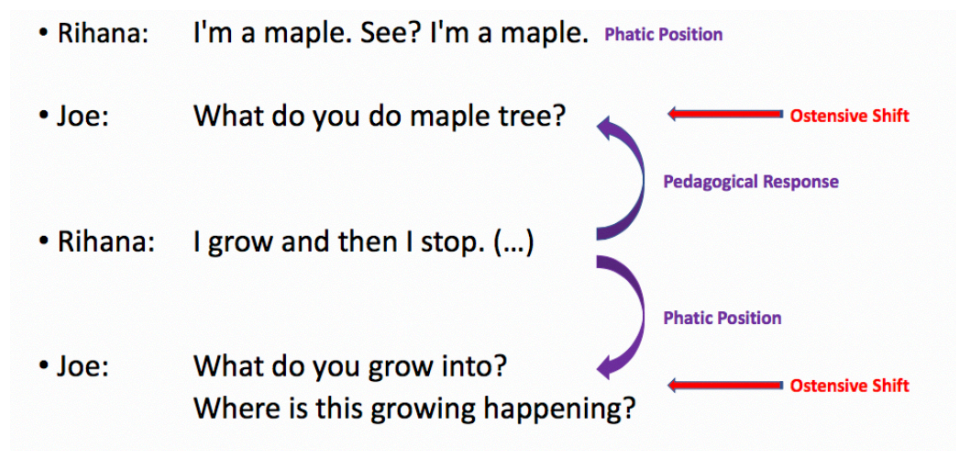 • Rihana: I'm a maple. See? I'm a maple. Phatic Position
• Joe: What do you do maple tree? Ostensive Shift
Pedagogical Response
• Rihana: I grow and then I stop. (...)
Phatic Position
• Joe: What do you grow into?
Ostensive Shift
Where is this growing happening?